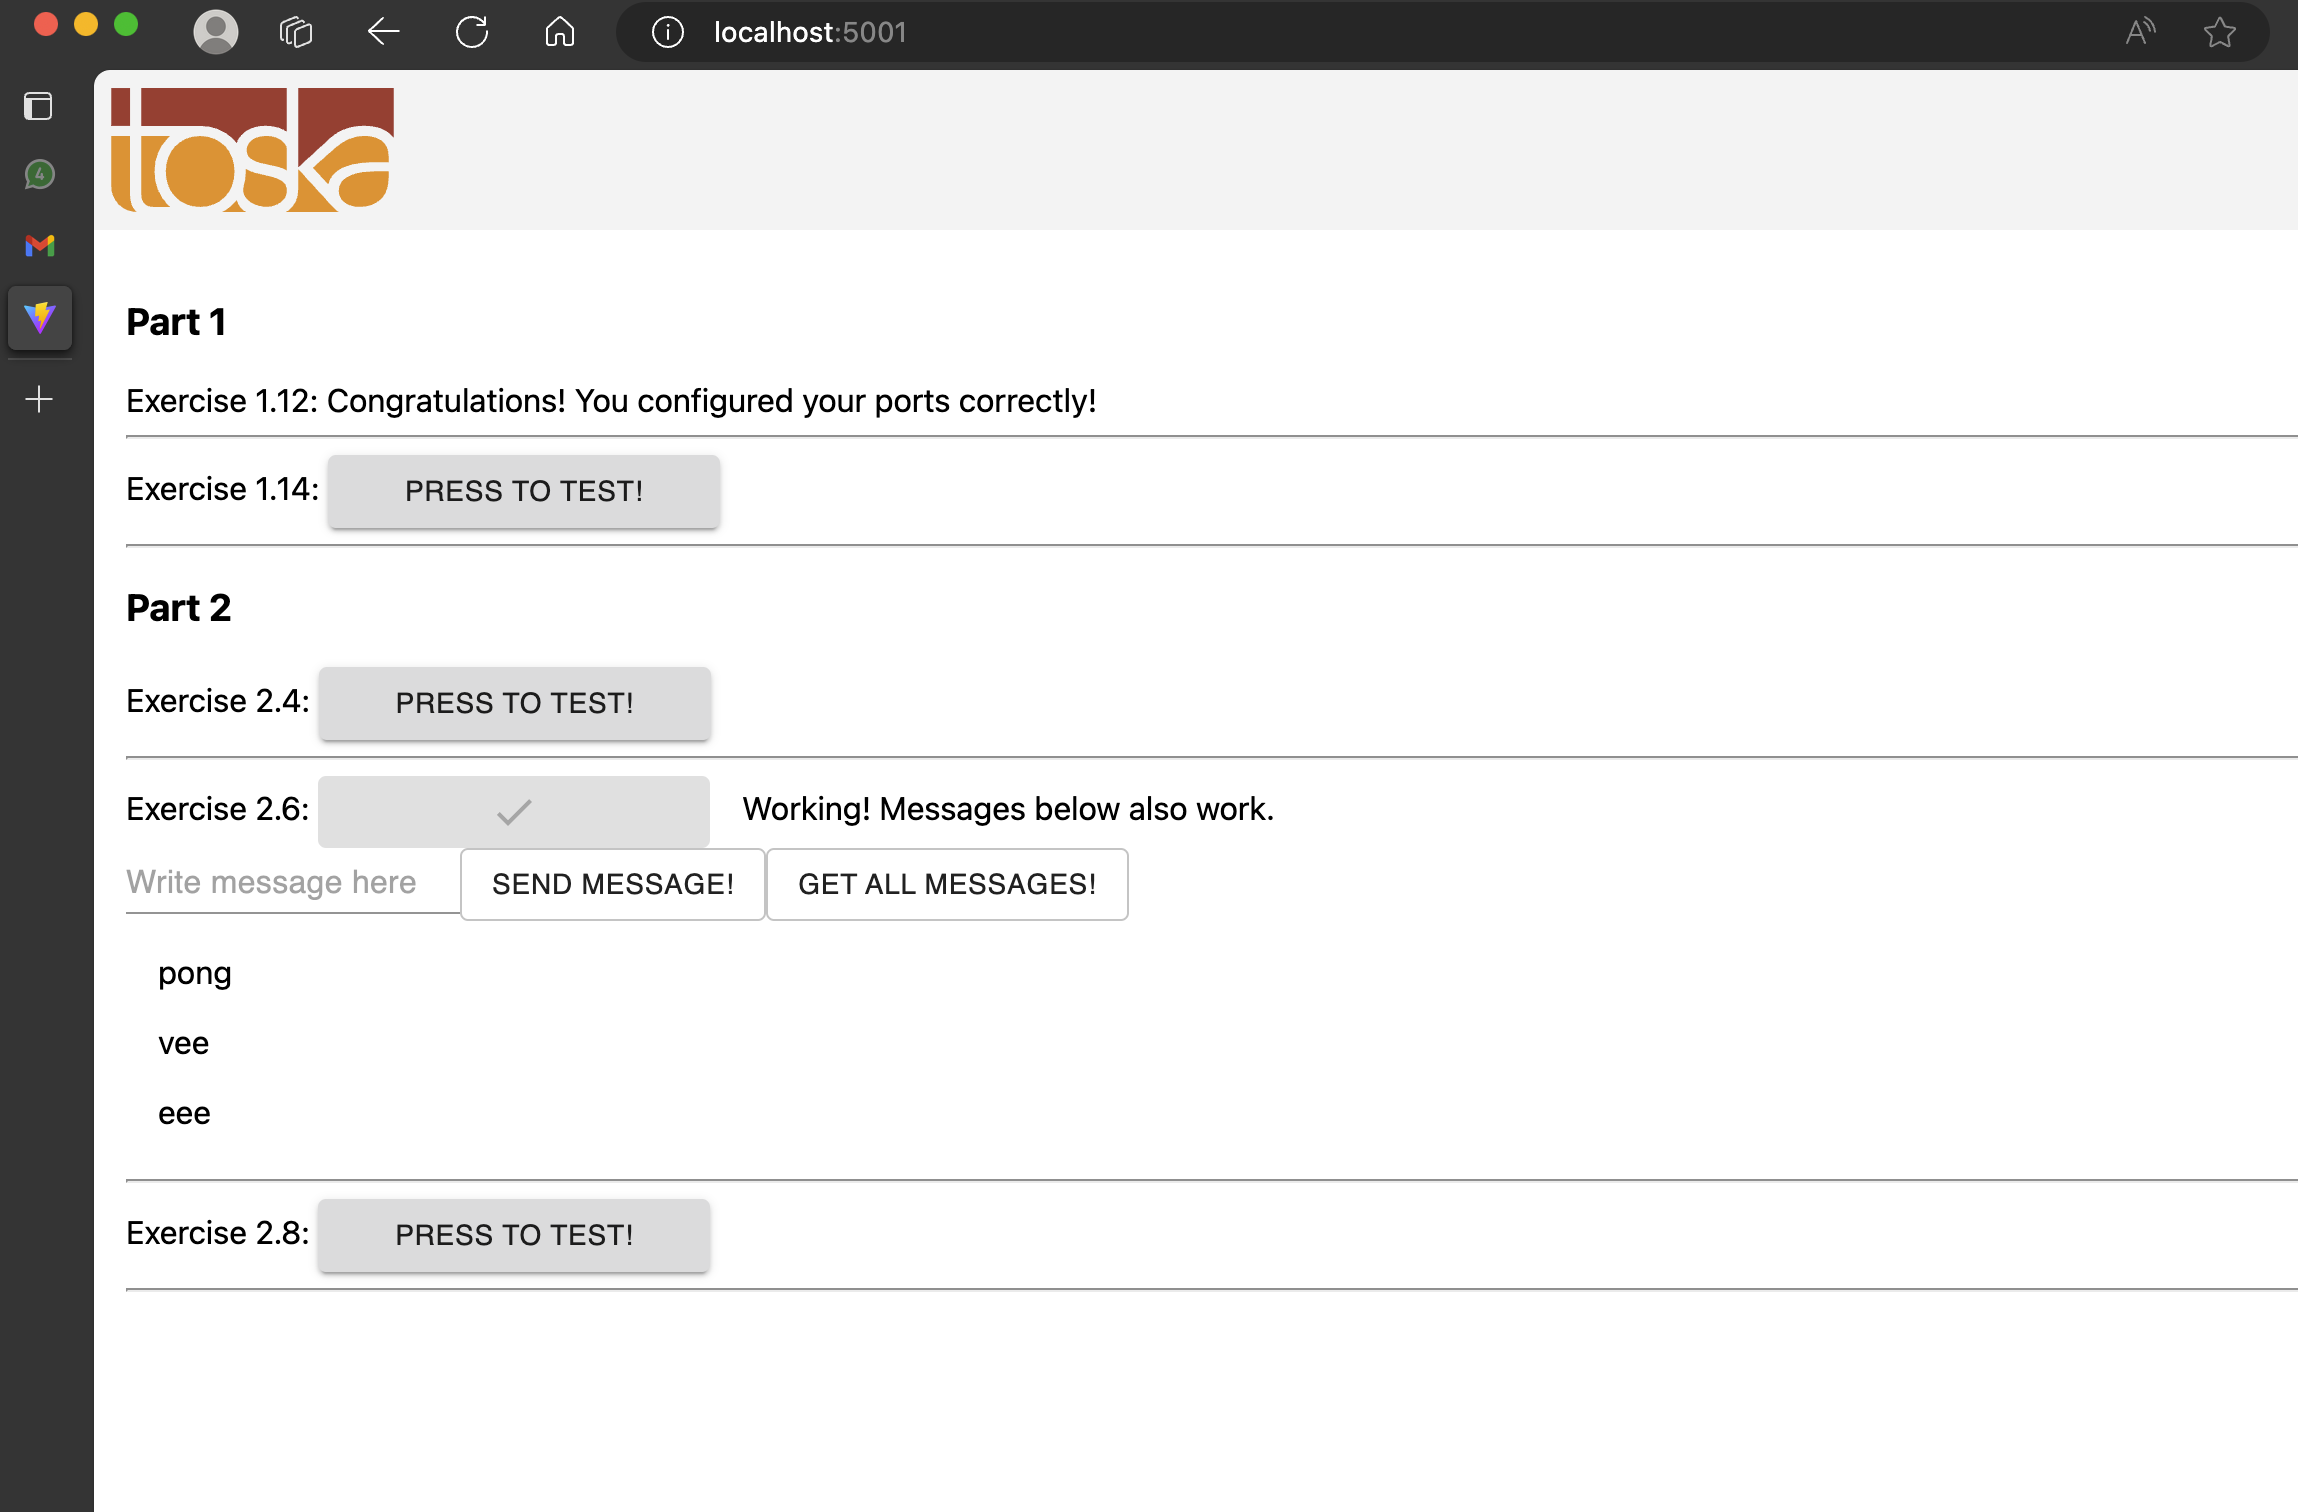 localhost:5001
4
toska
Part 1
Exercise 1.12: Congratulations! You configured your ports correctly!
Exercise 1.14: PRESS TO TEST!
Part 2
Exercise 2.4: PRESS TO TEST!
Exercise 2.6: Working! Messages below also work.
Write message here SEND MESSAGE! GET ALL MESSAGES!
pong
vee
eee
Exercise 2.8: PRESS TO TEST!